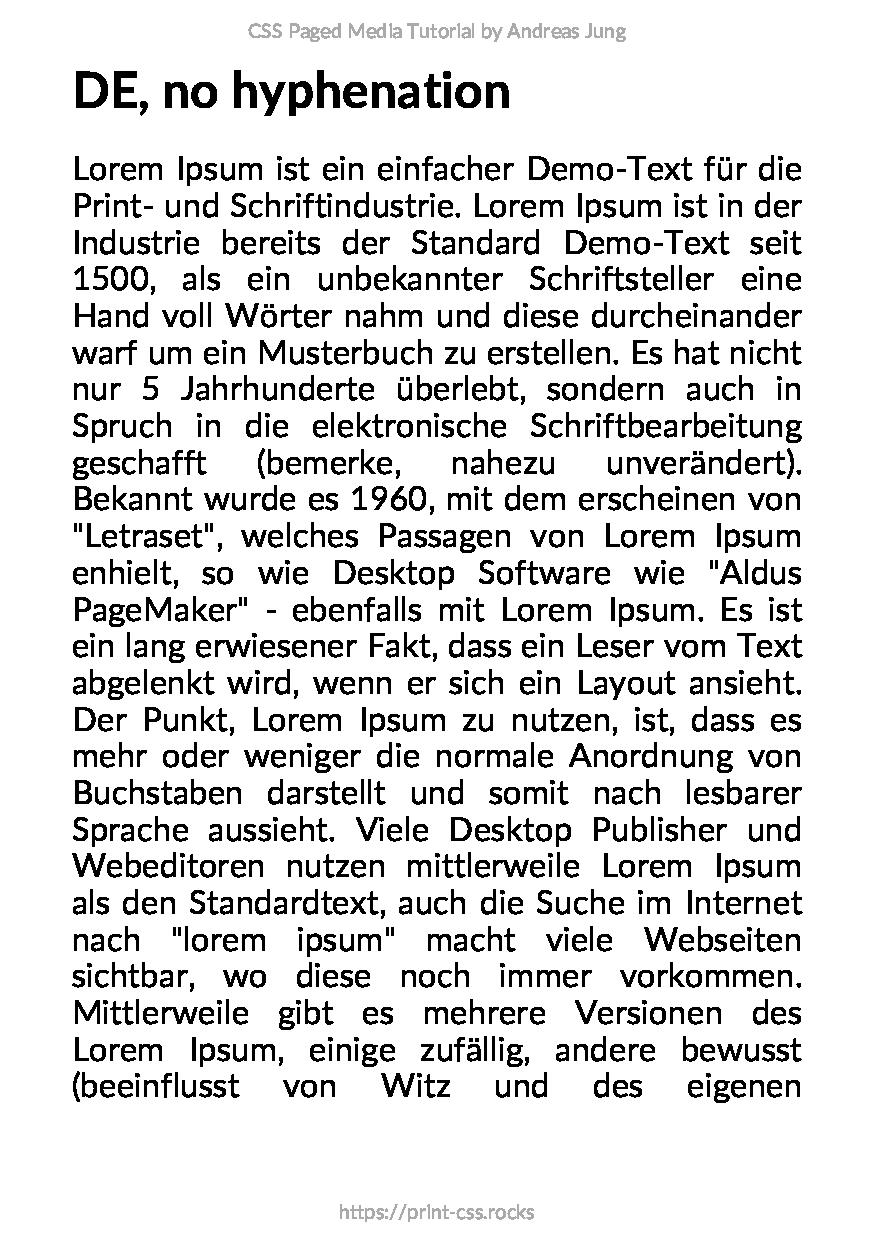 CSS Paged Media Tutorial by Andreas Jung
DE, no hyphenation
Lorem Ipsum ist ein einfacher Demo-Text für die
Print- und Schriftindustrie. Lorem Ipsum ist in der
Industrie bereits der Standard Demo-Text seit
1500, als ein unbekannter Schriftsteller eine
Hand voll Wörter nahm und diese durcheinander
warf um ein Musterbuch zu erstellen. Es hat nicht
nur 5 Jahrhunderte überlebt, sondern auch in
Spruch in die elektronische Schriftbearbeitung
geschafft (bemerke, nahezu unverändert).
Bekannt wurde es 1960, mit dem erscheinen von
"Letraset", welches Passagen von Lorem Ipsum
enhielt, so wie Desktop Software wie "Aldus
PageMaker" - ebenfalls mit Lorem Ipsum. Es ist
ein lang erwiesener Fakt, dass ein Leser vom Text
abgelenkt wird, wenn er sich ein Layout ansieht.
Der Punkt, Lorem Ipsum zu nutzen, ist, dass es
mehr oder weniger die normale Anordnung von
Buchstaben darstellt und somit nach lesbarer
Sprache aussieht. Viele Desktop Publisher und
Webeditoren nutzen mittlerweile Lorem Ipsum
als den Standardtext, auch die Suche im Internet
nach "lorem ipsum" macht viele Webseiten
sichtbar, wo diese noch immer vorkommen.
Mittlerweile gibt es mehrere Versionen des
Lorem Ipsum, einige zufällig, andere bewusst
(beeinflusst von Witz und des eigenen
https://print-css.rocks